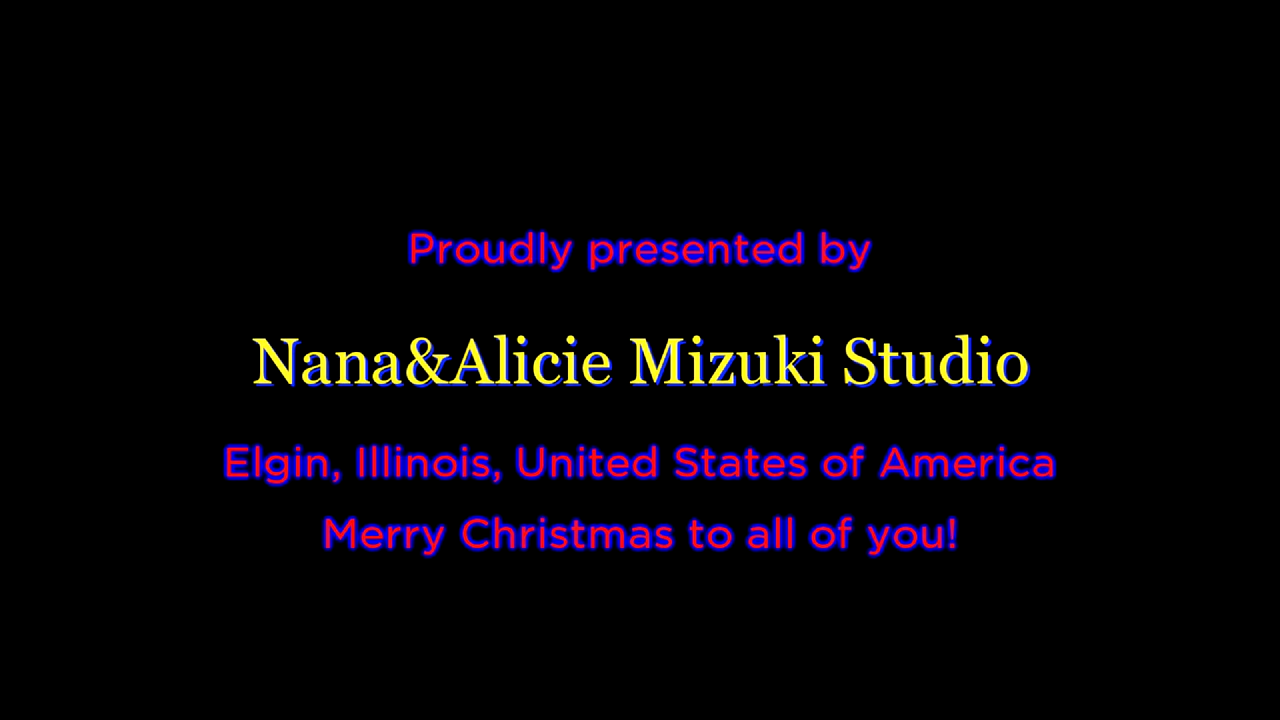 Proudly presented by
Nana&Alicie Mizuki Studio
Elgin, Illinois, United States of America
Merry Christmas to all of you!